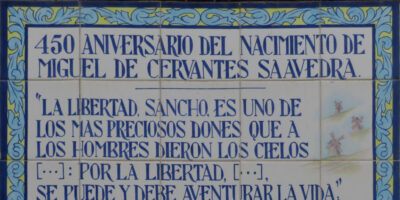 450 ANIVERSARIO DEL NACIMIENTO DE
MIGUEL DE CERVANTES SAAVEDRA.
"LA LIBERTAD, SANCHO, ES UNO DE
LOS MAS PRECIOSOS DONES QUE A
LOS HOMBRES DIERON LOS CIELOS
[...]: POR LA LIBERTAD, [...],
SE PUEDE Y DEBE AVENTURAR LA VIDA"